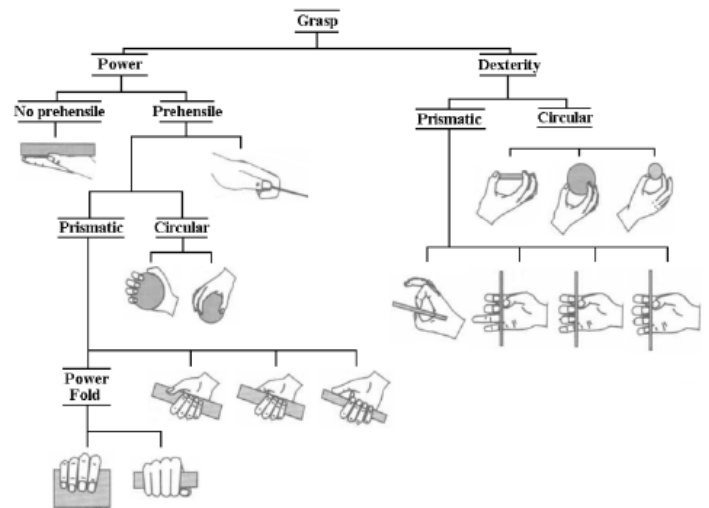 Grasp
Power
Dexterity
No prehensile
Prehensile
Prismatic
Circular
Prismatic
Circular
Power
Fold